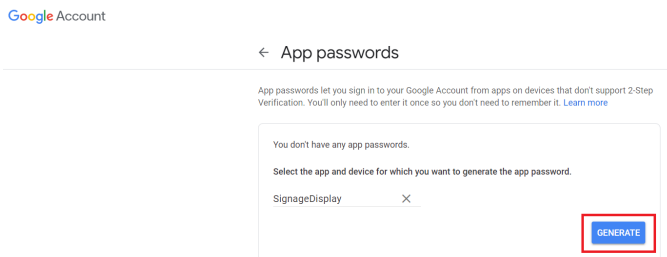 Google Account
App passwords
App passwords let you sign in to your Google Account from apps on devices that don't support 2-Step
Verification. You'll only need to enter it once so you don't need to remember it. Learn more
You don't have any app passwords.
Select the app and device for which you want to generate the app password.
SignageDisplay
GENERATE